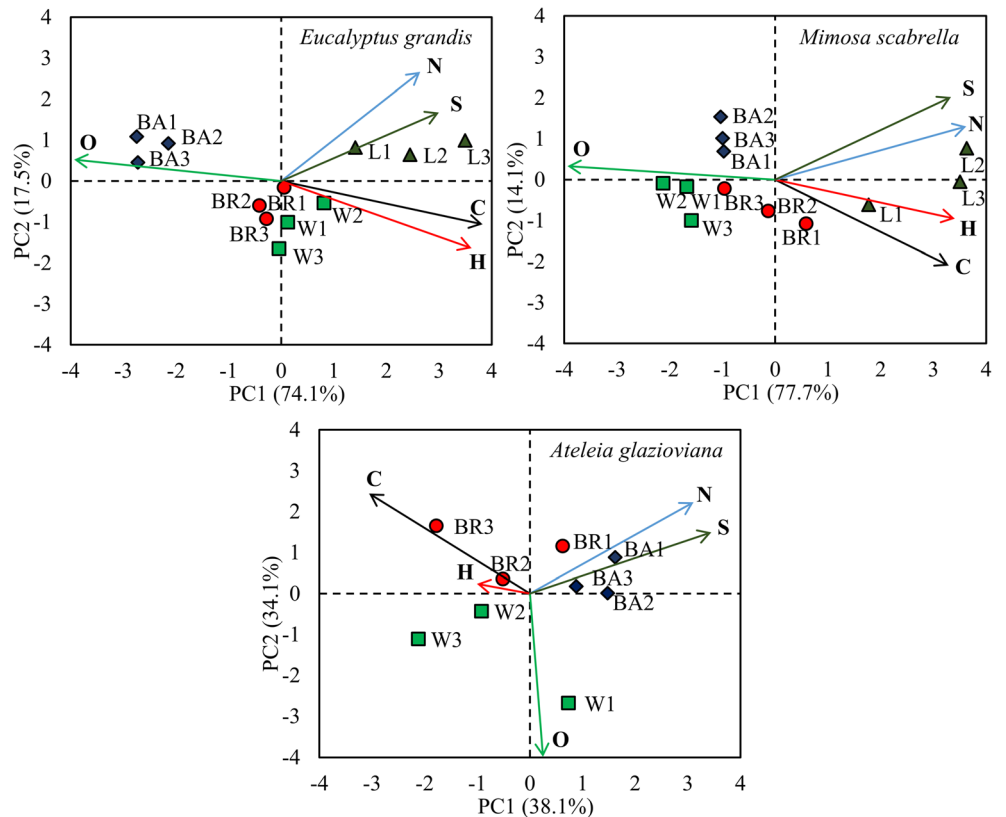 Eucalyptus grandis
4
3
2
1
0
-1
-2
-3
-4
PC2 (17.5%)
N
S
O
C
H
BA1
BA2
BA3
L1
L2
L3
BR1
BR2
BR3
W1
W2
W3
-4 -3 -2 -1 0 1 2 3 4
PC1 (74.1%)
Mimosa scabrella
4
3
2
1
0
-1
-2
-3
-4
PC2 (14.1%)
S
N
O
H
C
BA2
BA3
BA1
L2
L3
L1
W2
W1
W3
BR3
BR2
BR1
-4 -3 -2 -1 0 1 2 3 4
PC1 (77.7%)
Ateleia glazioviana
4
3
2
1
0
-1
-2
-3
-4
PC2 (34.1%)
C
N
S
H
O
BR3
BR1
BR2
BA1
BA3
BA2
W2
W3
W1
-4 -3 -2 -1 0 1 2 3 4
PC1 (38.1%)